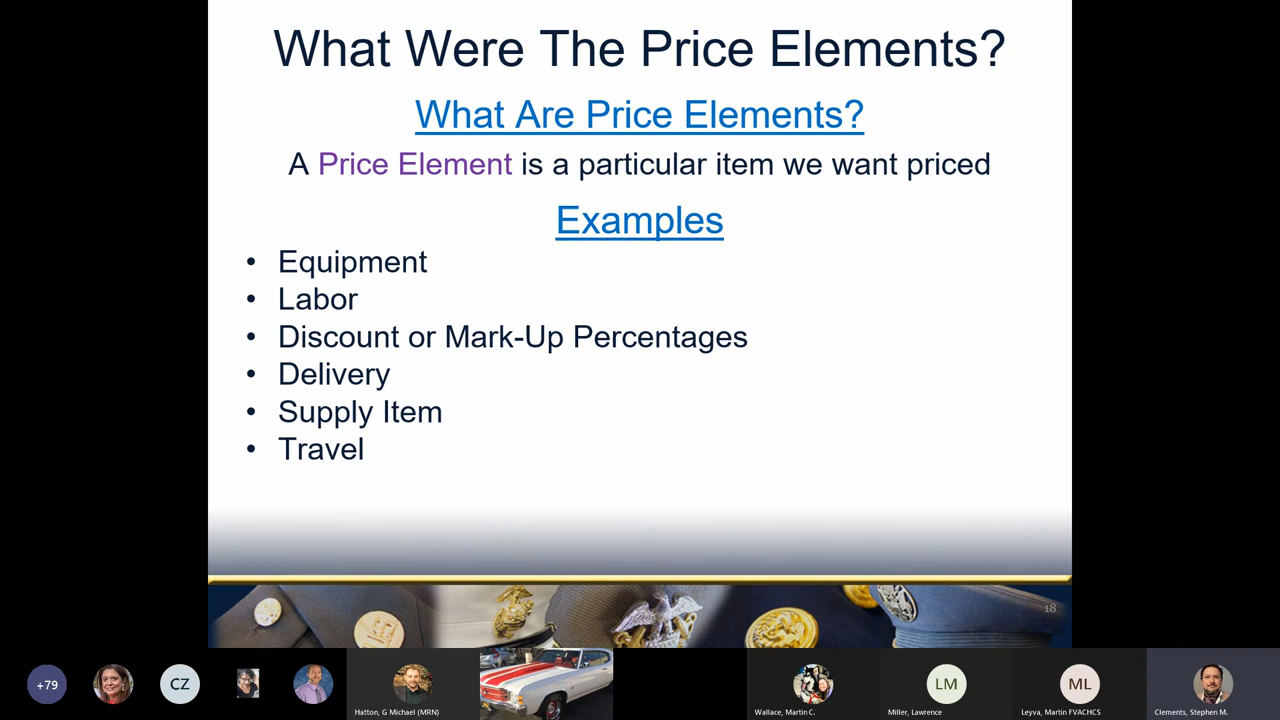 What Were The Price Elements?
What Are Price Elements?
A Price Element is a particular item we want priced
Examples
• Equipment
• Labor
• Discount or Mark-Up Percentages
• Delivery
• Supply Item
• Travel
18
+79
CZ
Hatton, G Michael (MRN)
Wallace, Martin C.
LM
Miller, Lawrence
ML
Leyva, Martin FVACHCS
Clements, Stephen M.